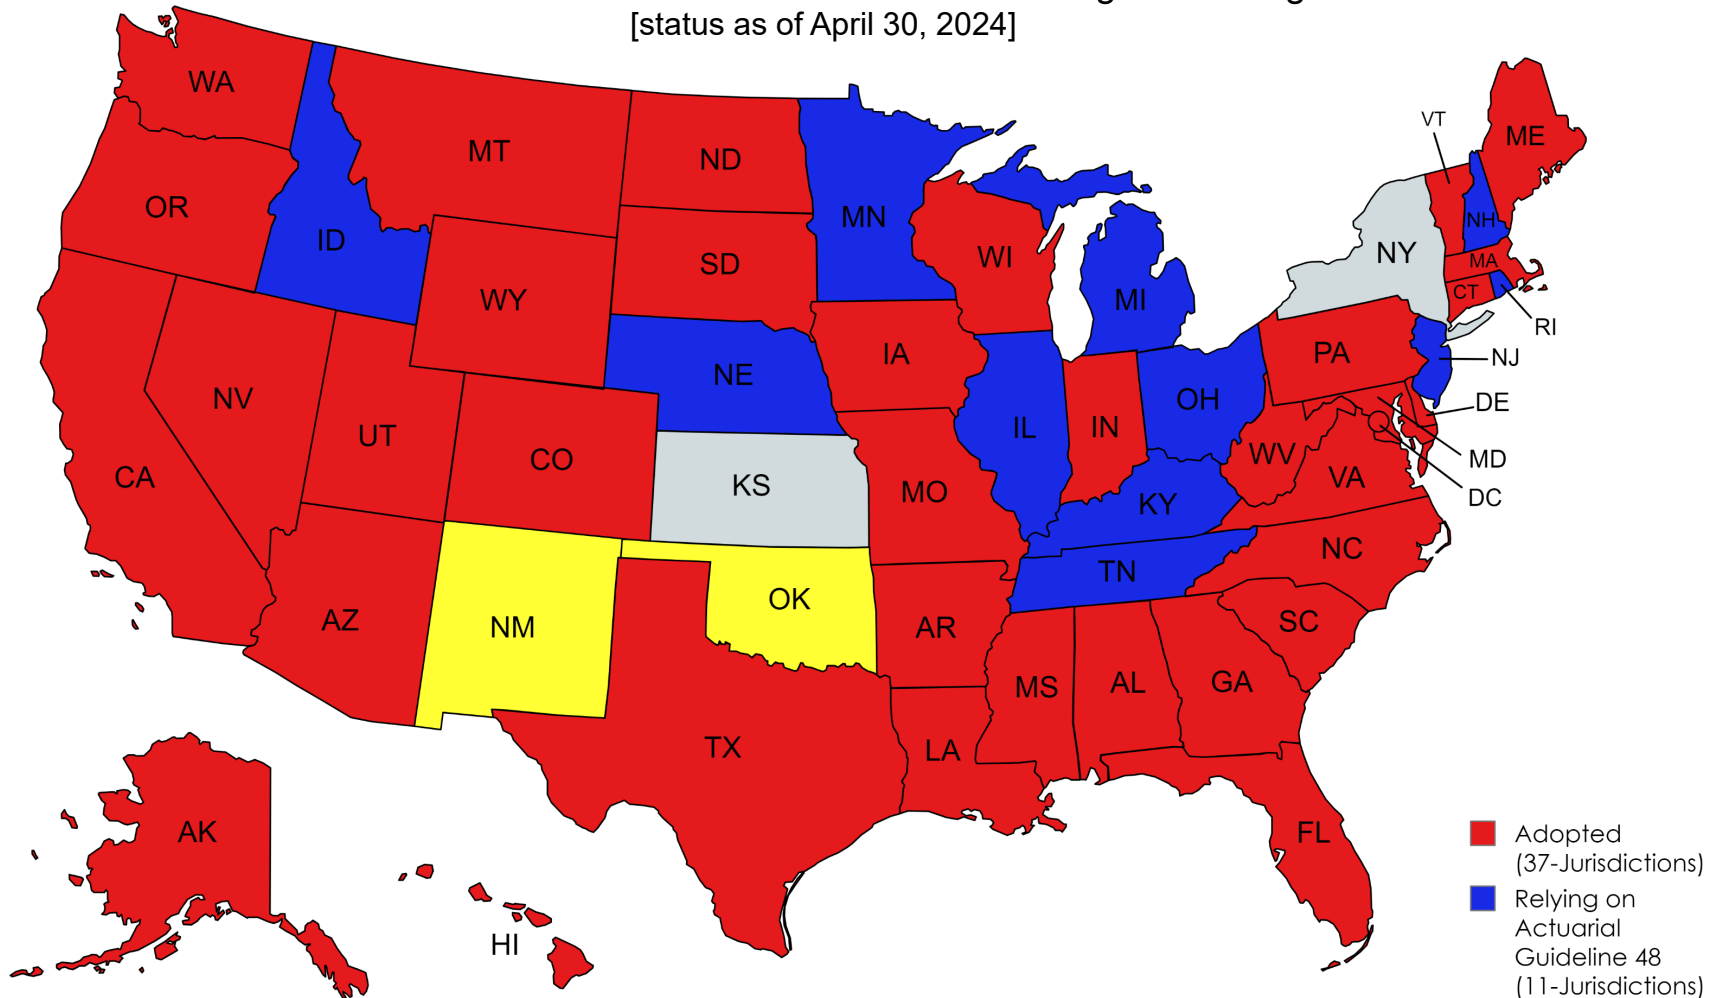 [status as of April 30, 2024]
WA
MT
ND
MN
VT
ME
OR
ID
SD
WI
NH
NY
MA
CT
WY
MI
RI
IA
PA
NJ
NE
NV
UT
CO
IL
IN
OH
DE
CA
KS
MO
WV
VA
MD
DC
KY
NC
TN
AZ
NM
OK
AR
SC
MS
AL
GA
TX
LA
AK
FL
HI
Adopted
(37-Jurisdictions)
Relying on
Actuarial
Guideline 48
(11-Jurisdictions)